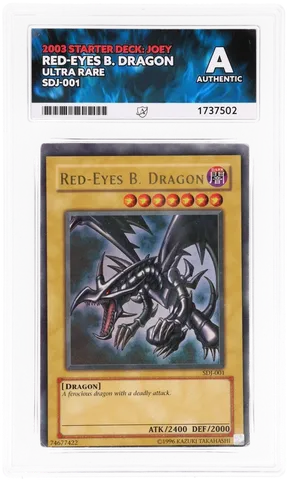 2003 STARTER DECK: JOEY
RED-EYES B. DRAGON
ULTRA RARE
SDJ-001
A
AUTHENTIC
1737502
RED-EYES B. DRAGON
闇
SDJ-001
[DRAGON]
A ferocious dragon with a deadly attack.
ATK/2400 DEF/2000
74677422
©1996 KAZUKI TAKAHASHI